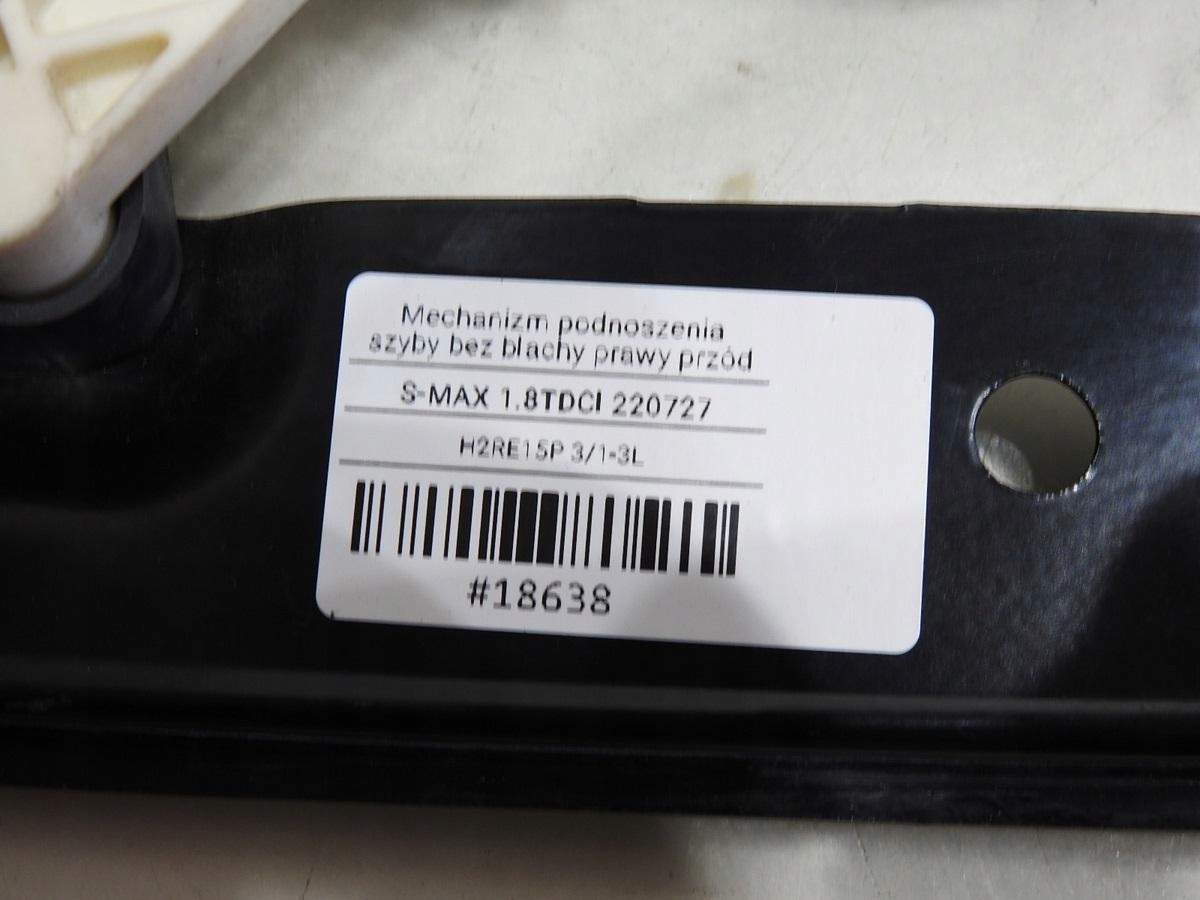 Mechanizm podnoszenia
szyby bez blachy prawy przód
S-MAX 1.8TDCI 220727
H2RE15P 3/1-3L
#18638